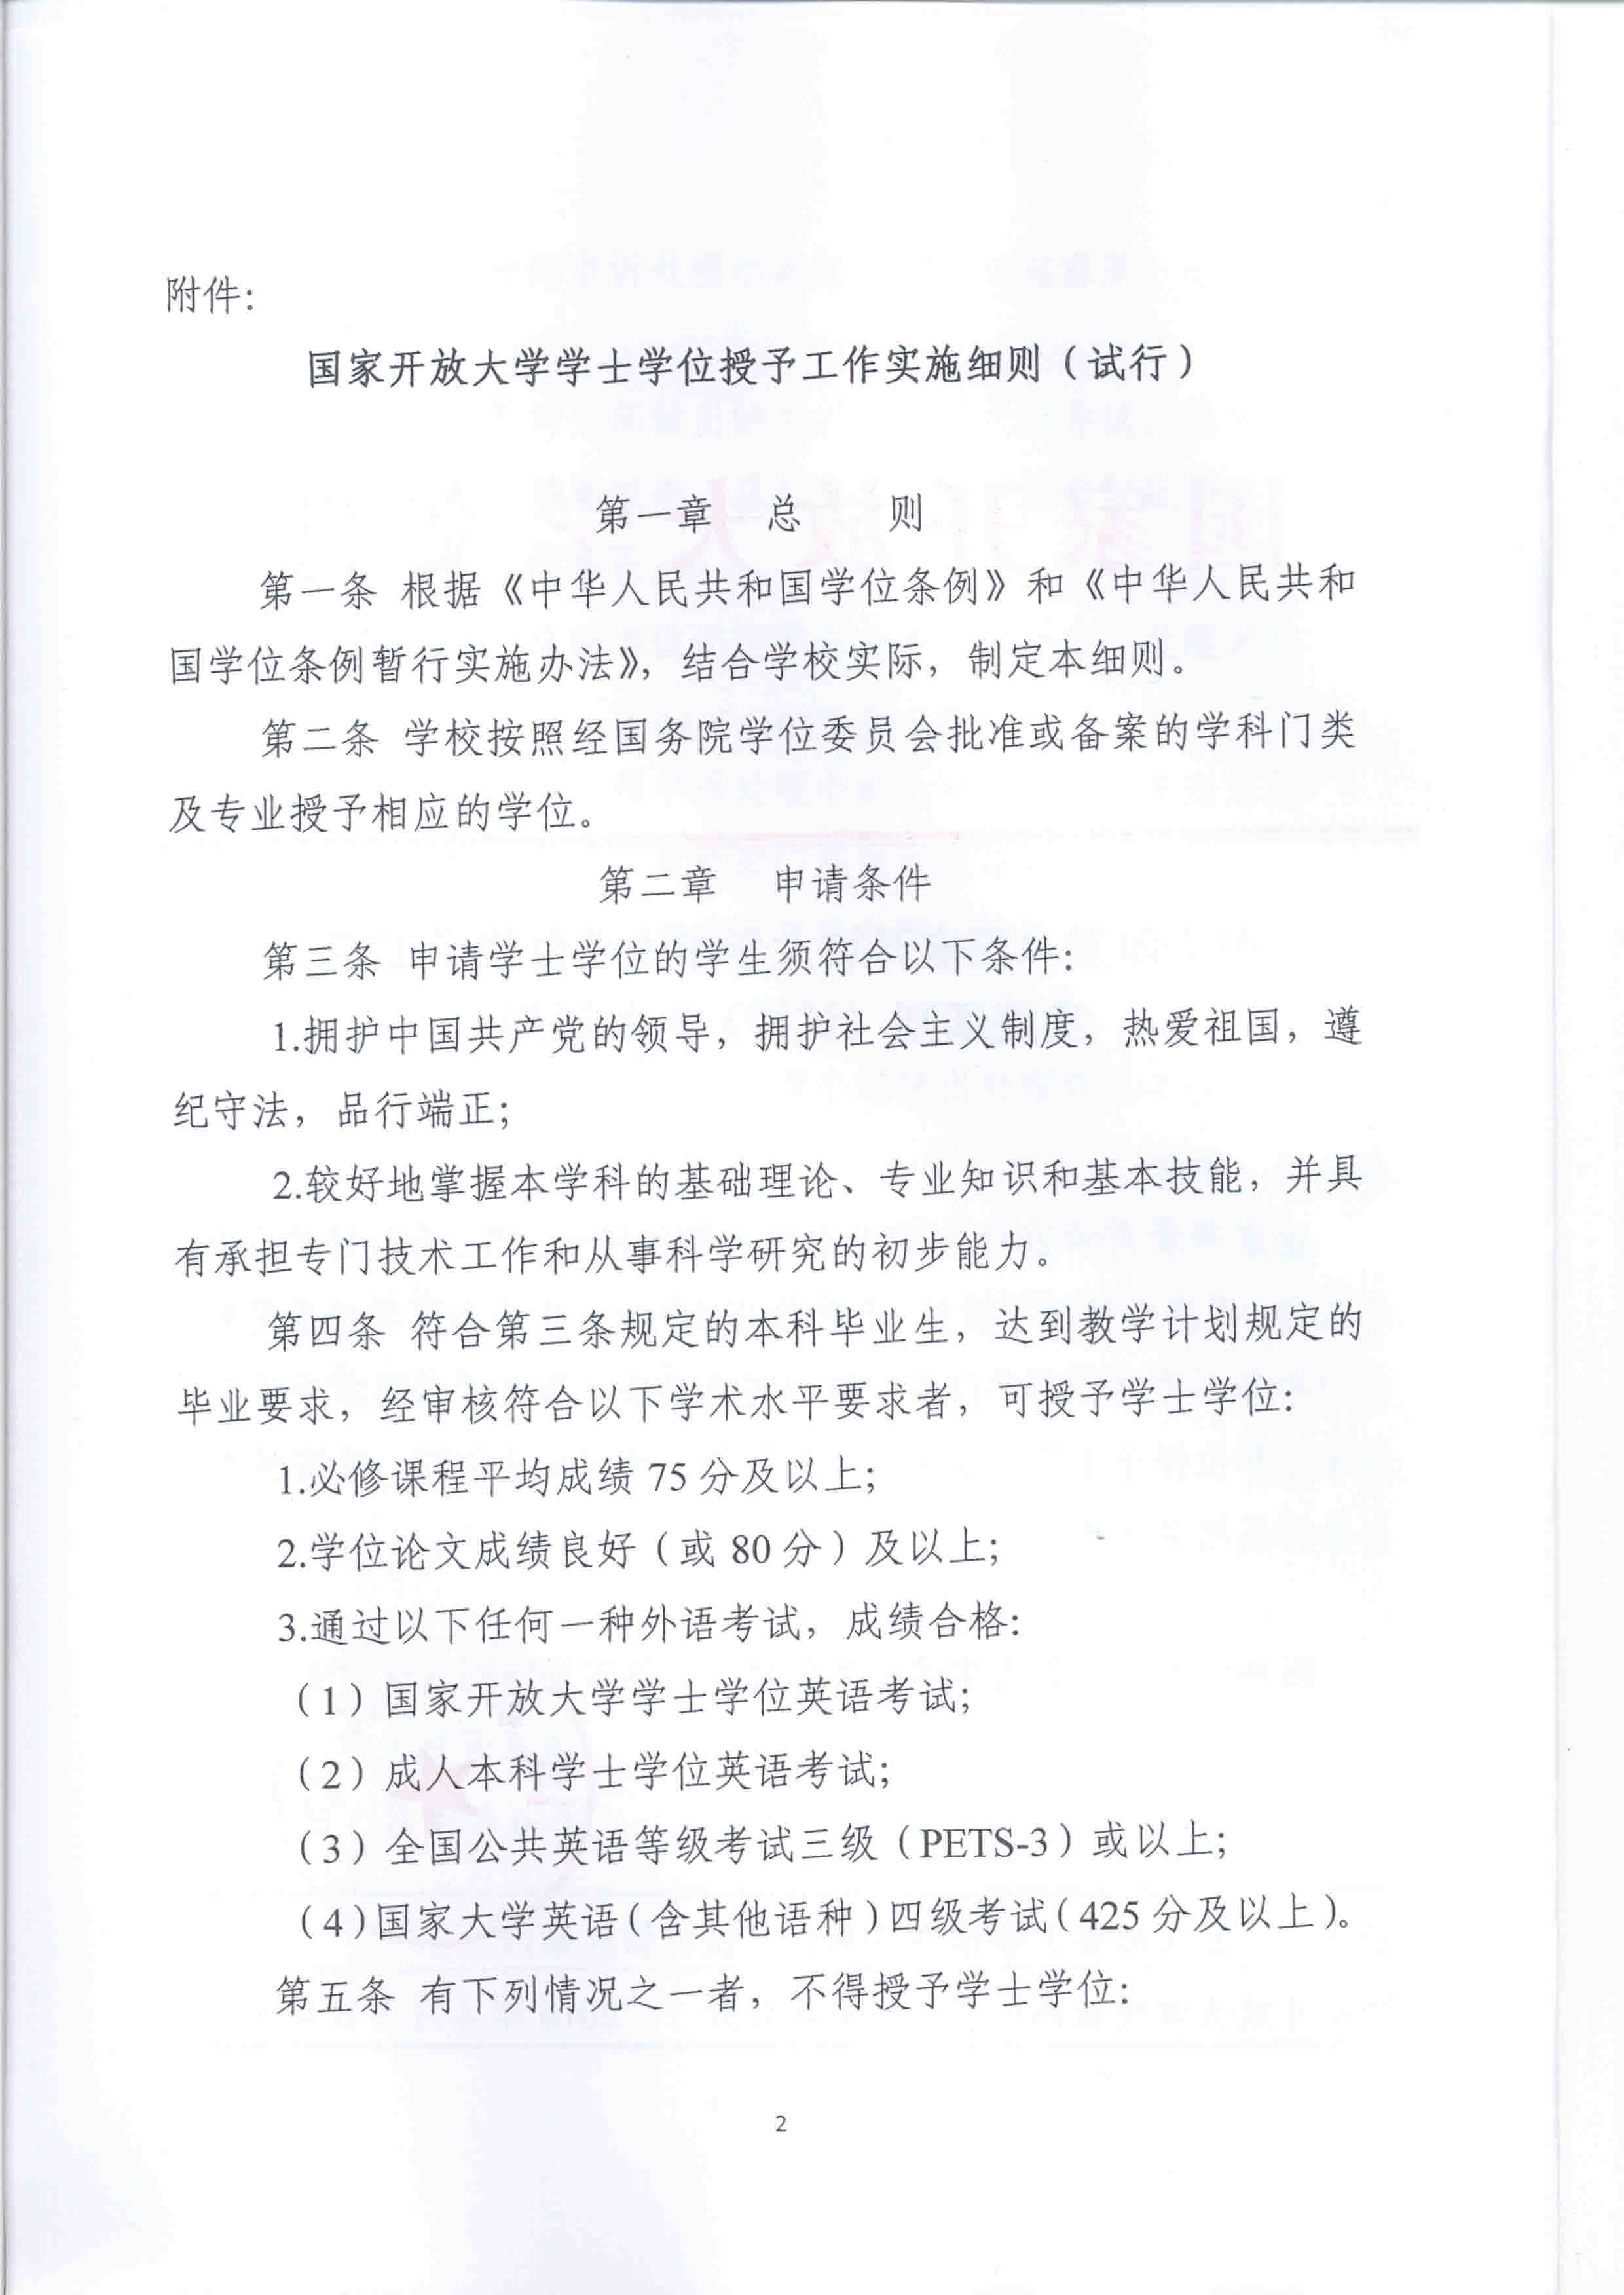 附件:
国家开放大学学士学位授予工作实施细则（试行）
第一章 总 则
第一条 根据《中华人民共和国学位条例》和《中华人民共和
国学位条例暂行实施办法》，结合学校实际，制定本细则。
第二条 学校按照经国务院学位委员会批准或备案的学科门类
及专业授予相应的学位。
第二章 申请条件
第三条 申请学士学位的学生须符合以下条件:
1.拥护中国共产党的领导，拥护社会主义制度，热爱祖国，遵
纪守法，品行端正;
2.较好地掌握本学科的基础理论、专业知识和基本技能，并具
有承担专门技术工作和从事科学研究的初步能力。
第四条 符合第三条规定的本科毕业生，达到教学计划规定的
毕业要求，经审核符合以下学术水平要求者，可授予学士学位:
1.必修课程平均成绩 75 分及以上;
2.学位论文成绩良好（或 80 分）及以上;
3.通过以下任何一种外语考试，成绩合格:
（1）国家开放大学学士学位英语考试;
（2）成人本科学士学位英语考试;
（3）全国公共英语等级考试三级（PETS-3）或以上;
（4）国家大学英语（含其他语种）四级考试（425 分及以上）。
第五条 有下列情况之一者，不得授予学士学位:
2